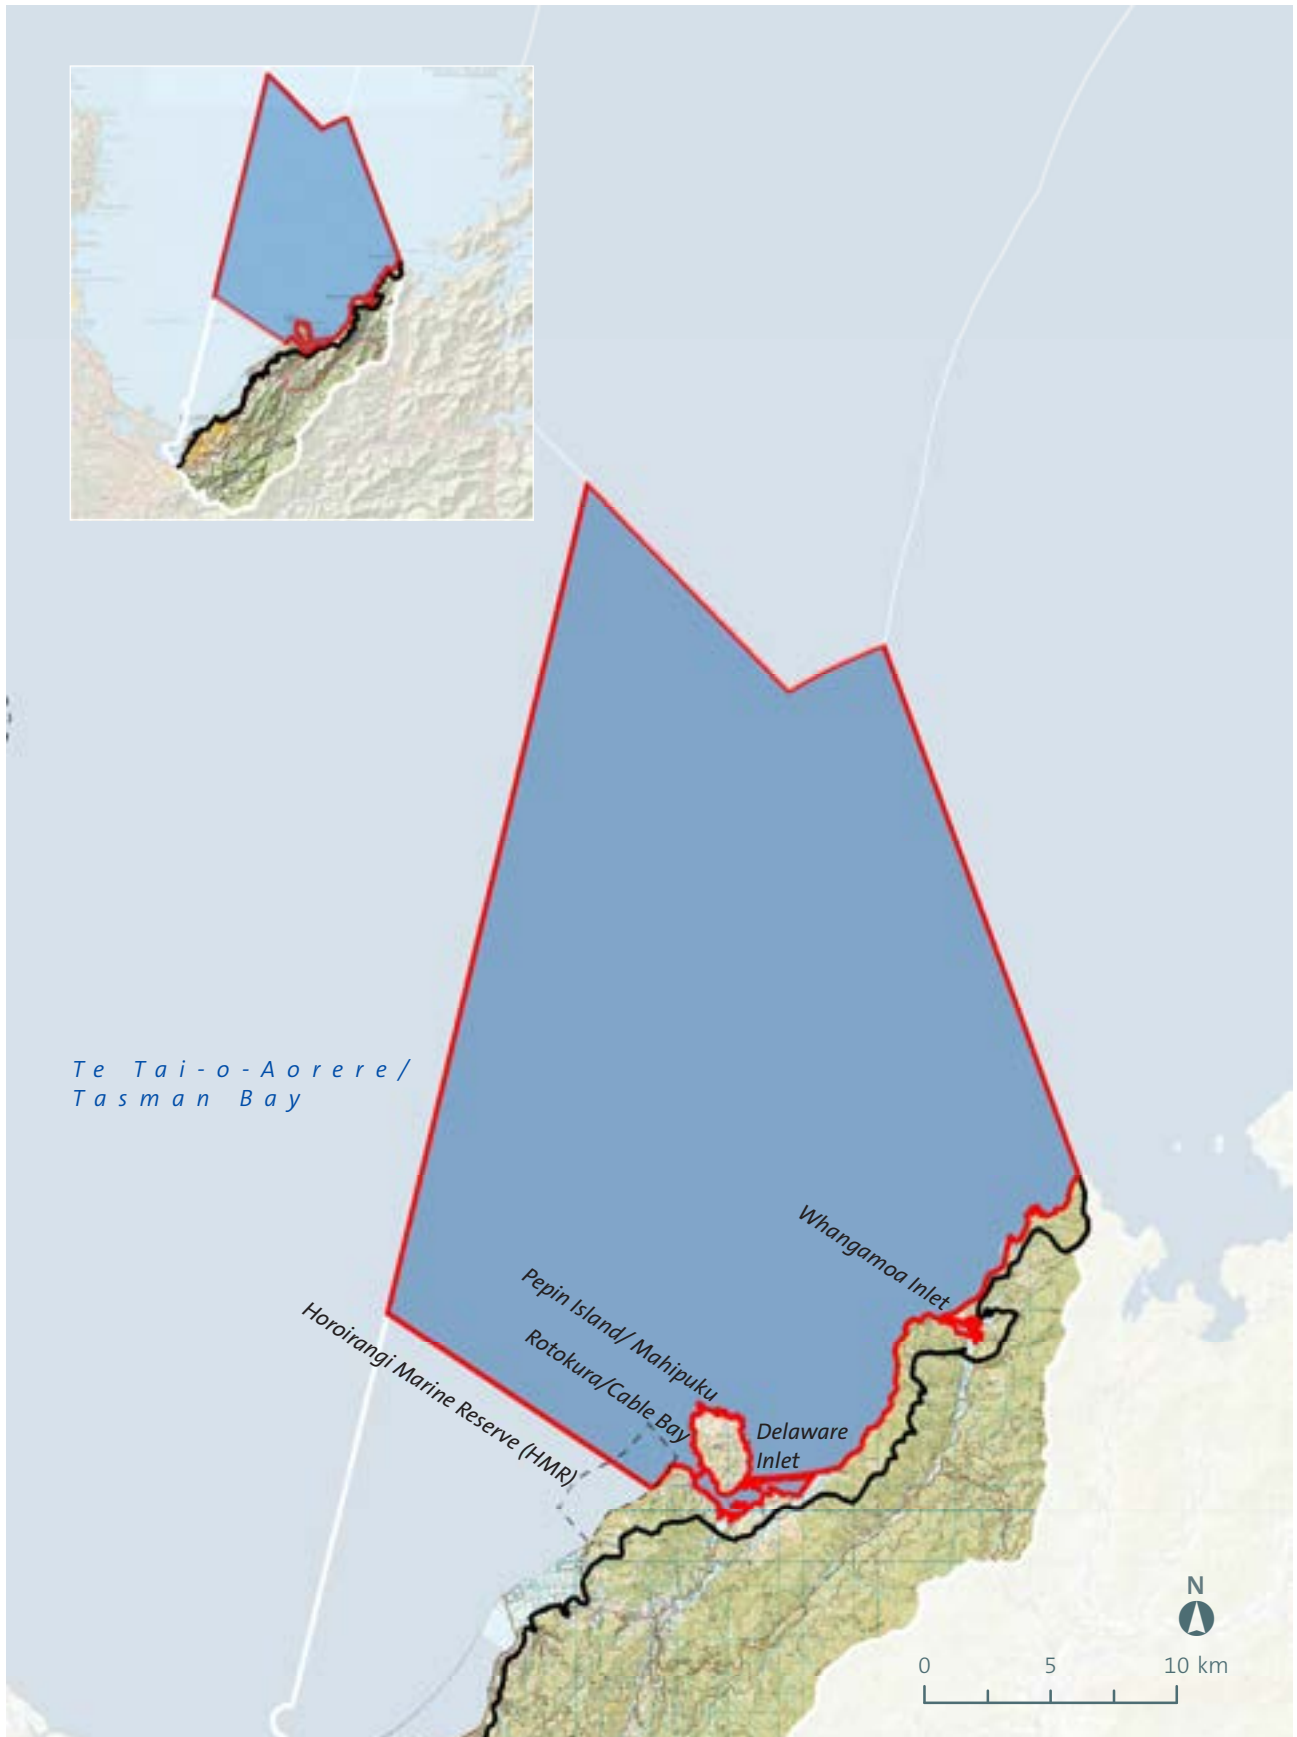 Te Tai-o-Aorere/
Tasman Bay
Whangamoa Inlet
Pepin Island/ Mahipuku
Rotokura/Cable Bay
Horoirangi Marine Reserve (HMR)
Delaware
Inlet
N
0 5 10 km